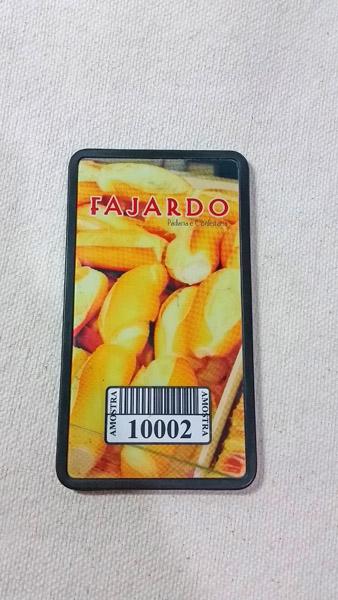 FAJARDO
Padaria e Confeitaria
AMOSTRA
10002
AMOSTRA